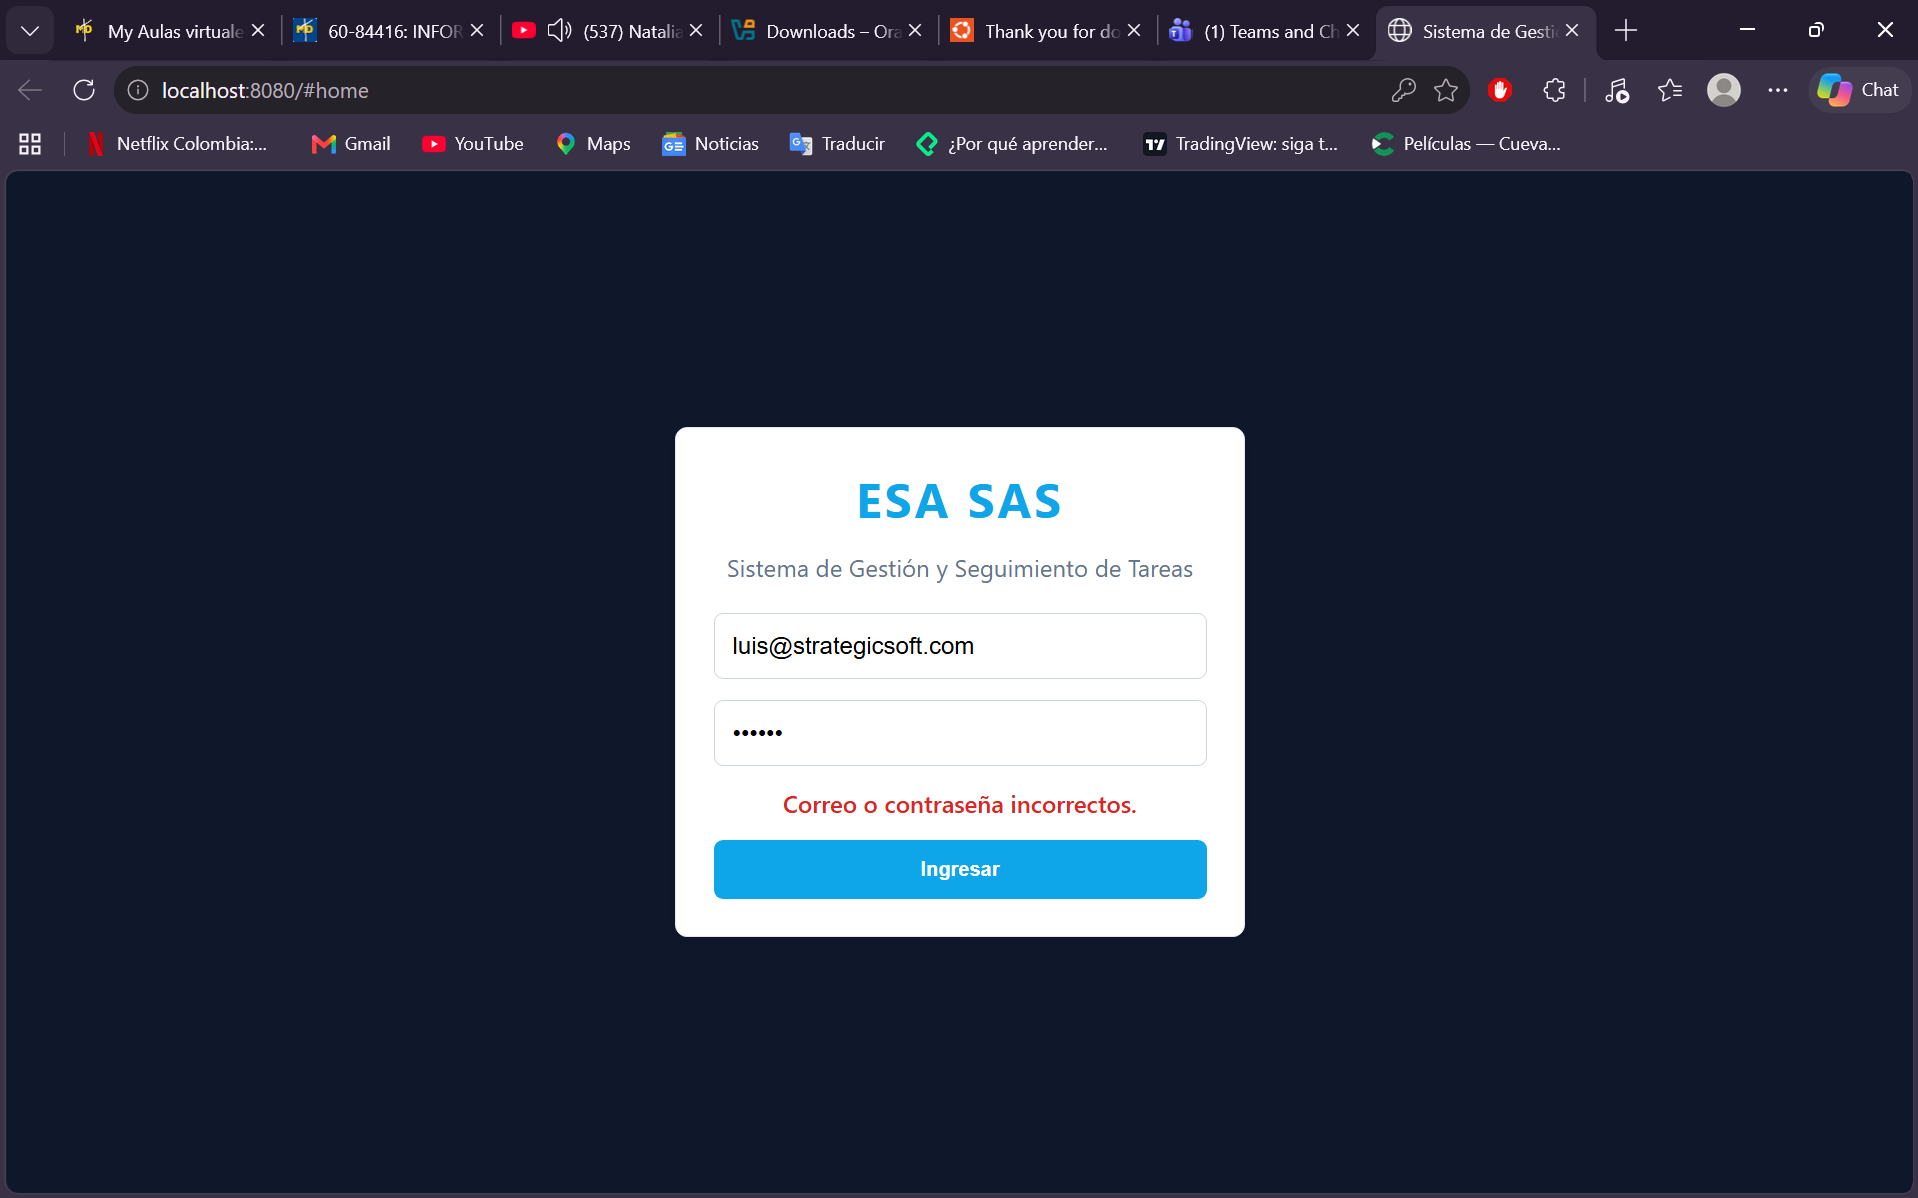 My Aulas virtuale
60-84416: INFOR
(537) Natalia
Downloads – Ora
Thank you for do
(1) Teams and Ch
Sistema de Gesti
localhost:8080/#home
Chat
Netflix Colombia:...
Gmail
YouTube
Maps
Noticias
Traducir
¿Por qué aprender...
TradingView: siga t...
Películas — Cueva...
ESA SAS
Sistema de Gestión y Seguimiento de Tareas
luis@strategicsoft.com
••••••
Correo o contraseña incorrectos.
Ingresar